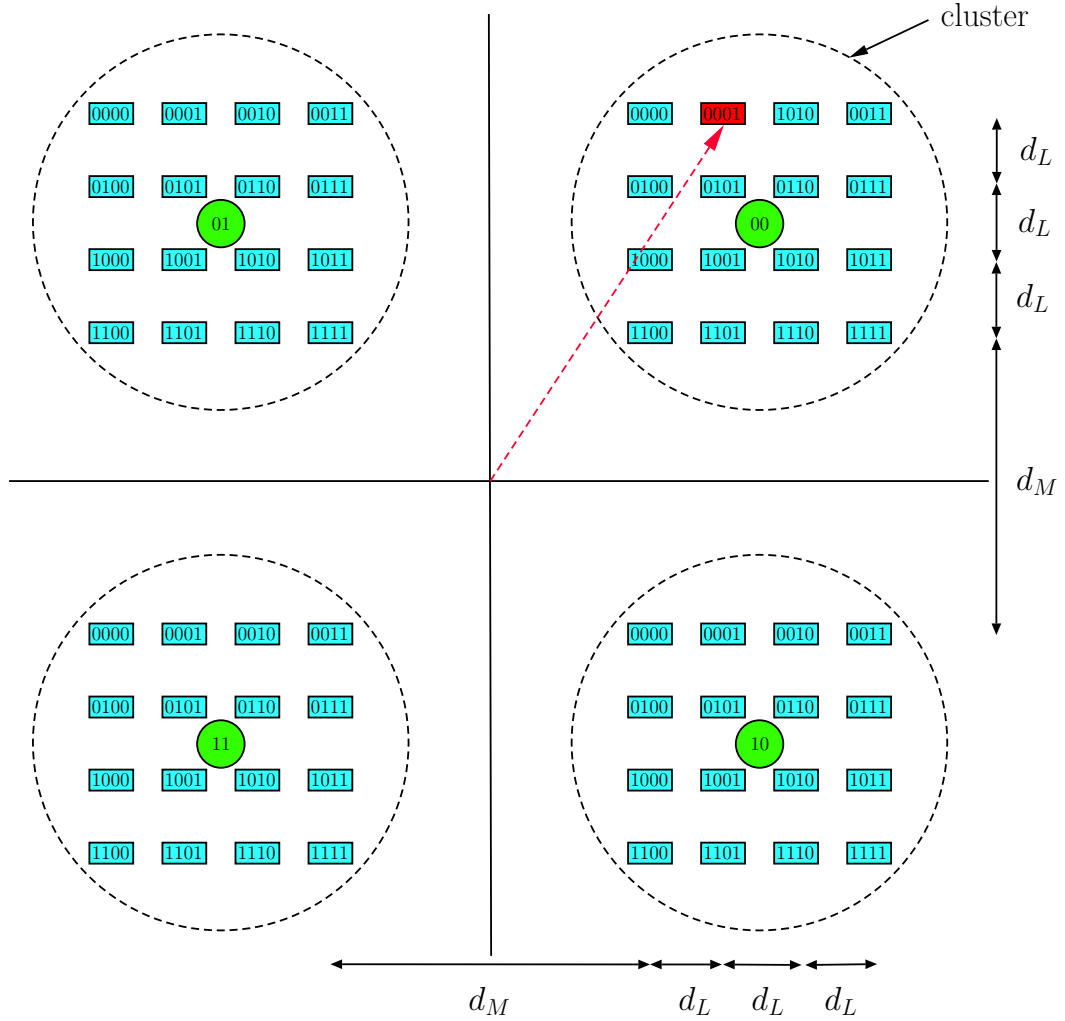 cluster
0000 0001 0010 0011 0000 0001 1010 0011
d_L
0100 0101 0110 0111 0100 0101 0110 0111
01 00
d_L
1000 1001 1010 1011 1000 1001 1010 1011
d_L
1100 1101 1110 1111 1100 1101 1110 1111
d_M
0000 0001 0010 0011 0000 0001 0010 0011
0100 0101 0110 0111 0100 0101 0110 0111
11 10
1000 1001 1010 1011 1000 1001 1010 1011
1100 1101 1110 1111 1100 1101 1110 1111
d_M d_L d_L d_L